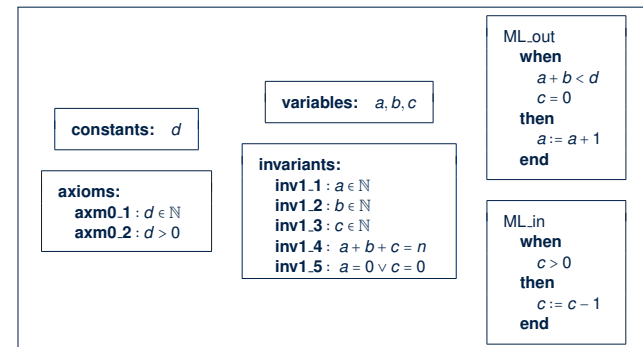 constants: d
axioms:
axm0_1 : d ∈ ℕ
axm0_2 : d > 0
variables: a, b, c
invariants:
inv1_1 : a ∈ ℕ
inv1_2 : b ∈ ℕ
inv1_3 : c ∈ ℕ
inv1_4 : a + b + c = n
inv1_5 : a = 0 ∨ c = 0
ML_out
when
a + b < d
c = 0
then
a := a + 1
end
ML_in
when
c > 0
then
c := c − 1
end